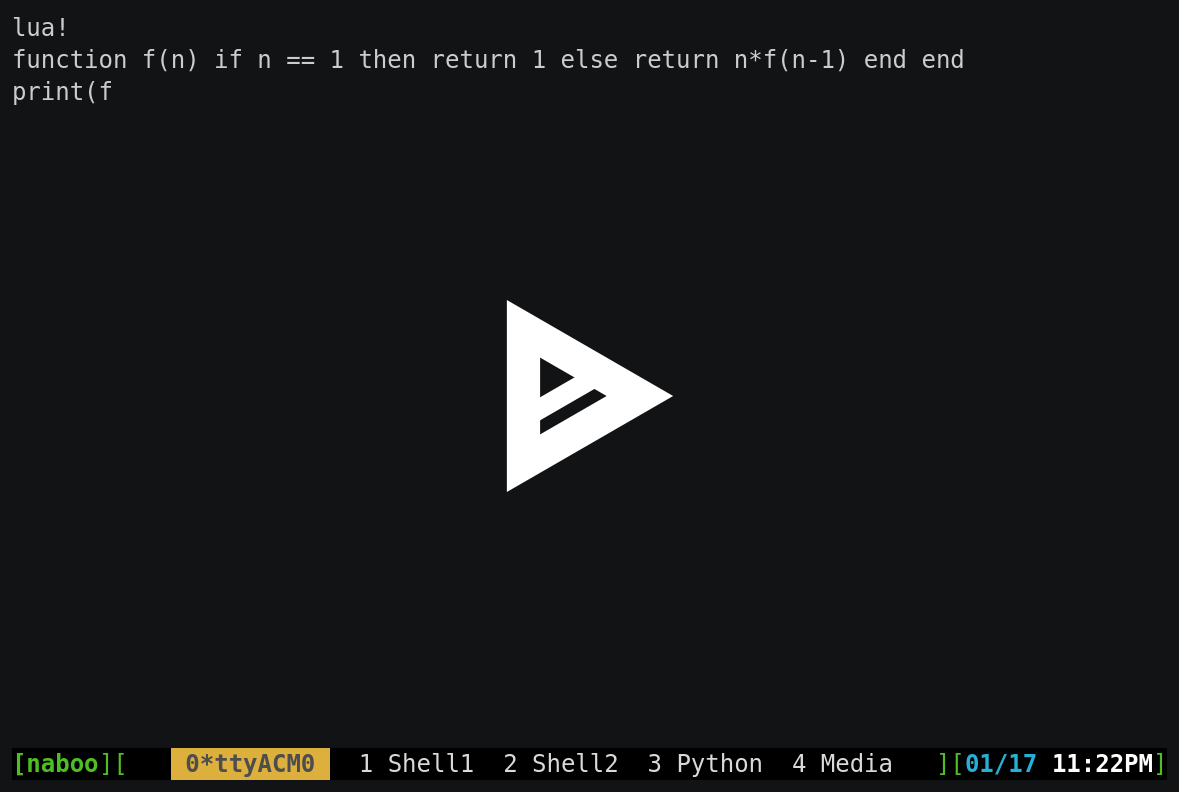 lua!
function f(n) if n == 1 then return 1 else return n*f(n-1) end end
print(f
[naboo][ 0*ttyACM0 1 Shell1 2 Shell2 3 Python 4 Media ][01/17 11:22PM]